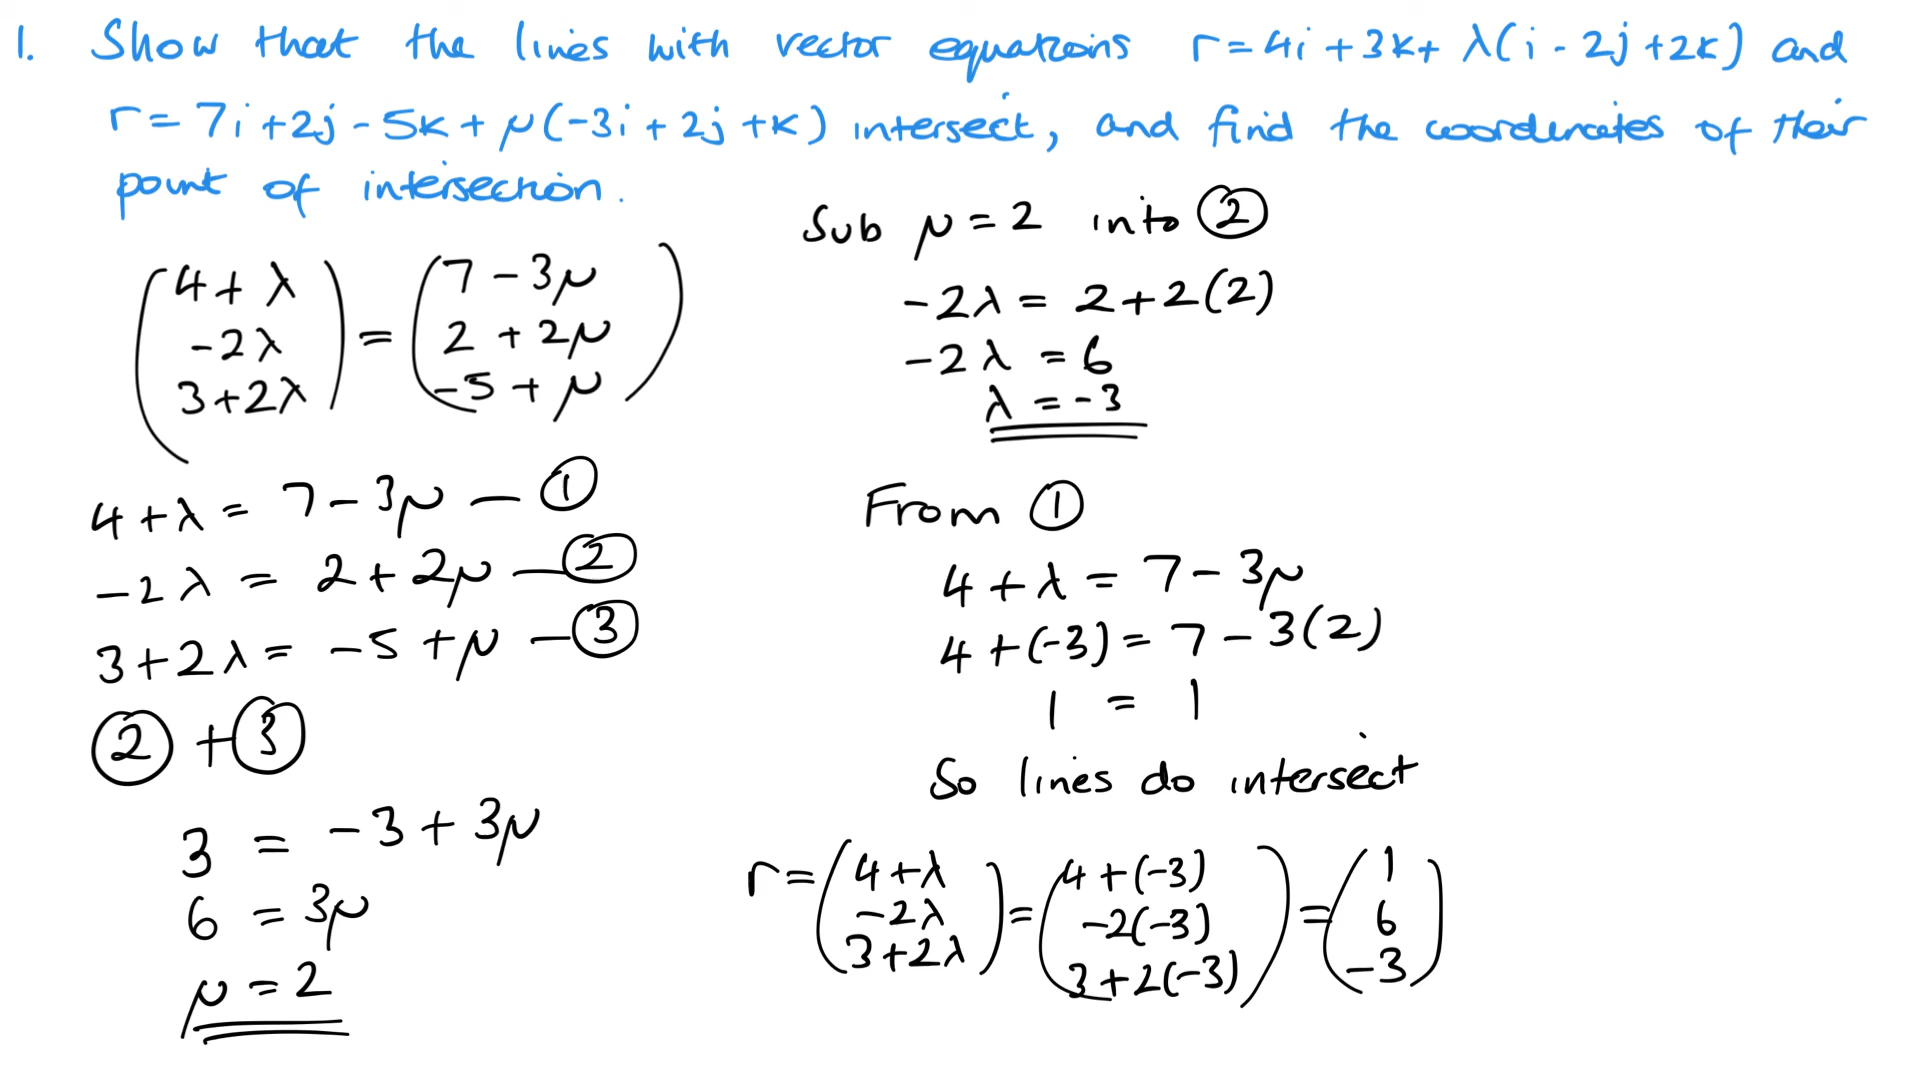 1. Show that the lines with vector equations r=4i+3k+λ(i-2j+2k) and
r=7i+2j-5k+μ(-3i+2j+k) intersect, and find the coordinates of their
point of intersection.
(4+λ) = (7-3μ)
(-2λ) = (2+2μ)
(3+2λ) = (-5+μ)
4+λ = 7-3μ — ①
-2λ = 2+2μ — ②
3+2λ = -5+μ — ③
② + ③
3 = -3+3μ
6 = 3μ
μ = 2
Sub μ=2 into ②
-2λ = 2+2(2)
-2λ = 6
λ = -3
From ①
4+λ = 7-3μ
4+(-3) = 7-3(2)
1 = 1
So lines do intersect
r = (4+λ) = (4+(-3)) = (1)
(-2λ) (-2(-3)) (6)
(3+2λ) (3+2(-3)) (-3)